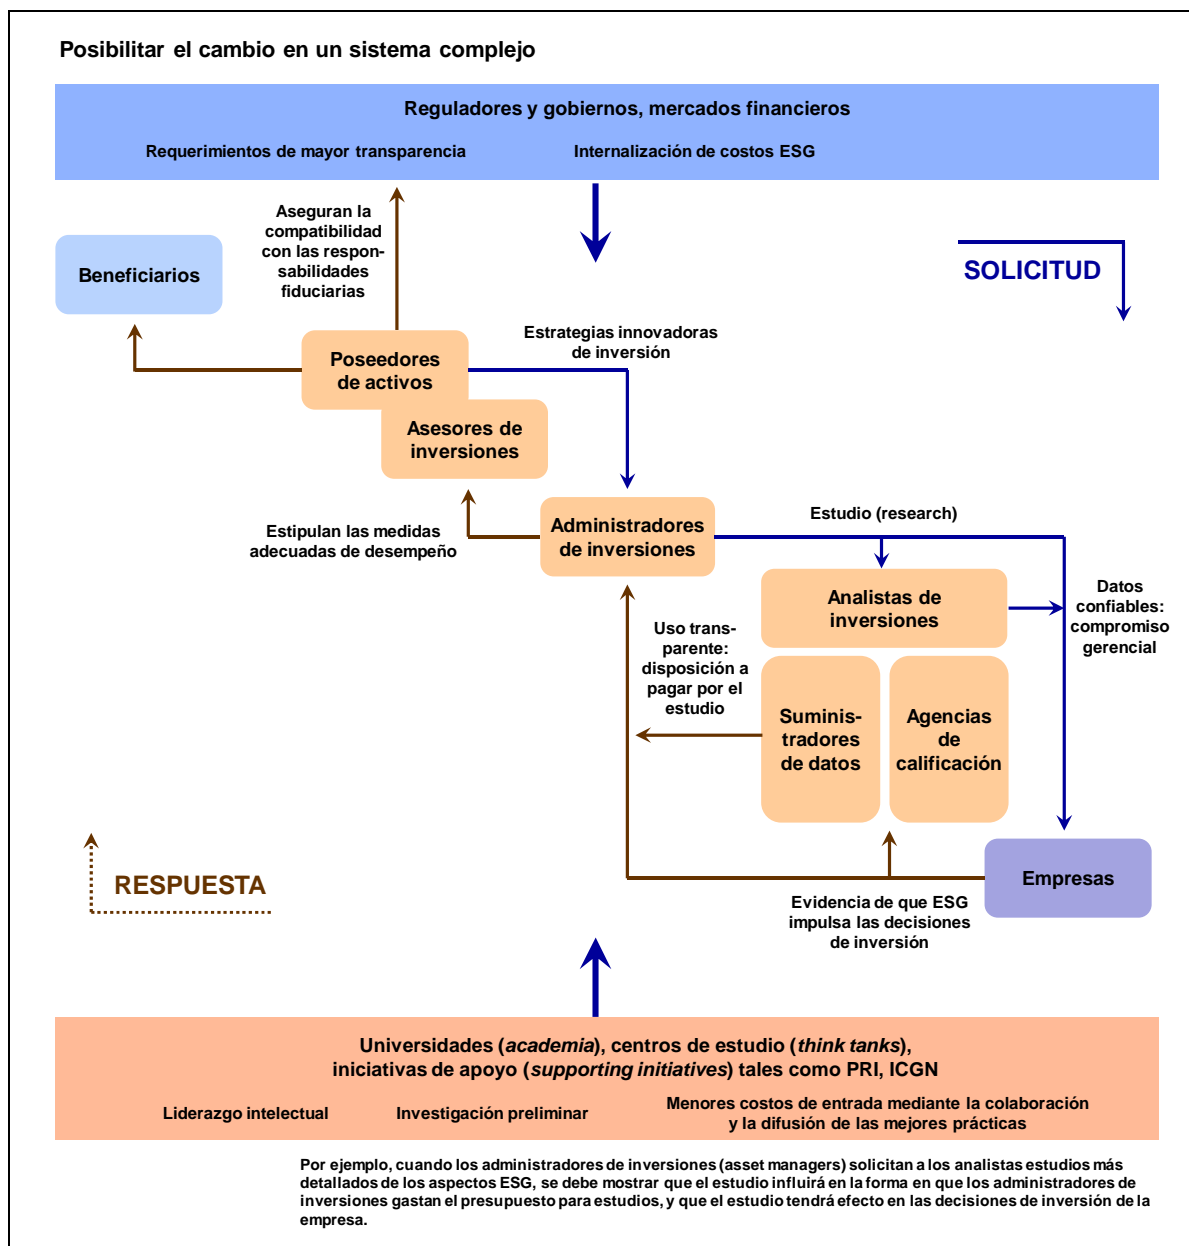 Posibilitar el cambio en un sistema complejo
Reguladores y gobiernos, mercados financieros
Requerimientos de mayor transparencia
Internalización de costos ESG
Aseguran la
compatibilidad
con las respon-
sabilidades
fiduciarias
Beneficiarios
SOLICITUD
Estrategias innovadoras
de inversión
Poseedores
de activos
Asesores de
inversiones
Estipulan las medidas
adecuadas de desempeño
Administradores
de inversiones
Estudio (research)
Analistas de
inversiones
Datos
confiables:
compromiso
gerencial
Uso trans-
parente:
disposición a
pagar por el
estudio
Suminis-
tradores
de datos
Agencias
de
calificación
RESPUESTA
Empresas
Evidencia de que ESG
impulsa las decisiones
de inversión
Universidades (academia), centros de estudio (think tanks),
iniciativas de apoyo (supporting initiatives) tales como PRI, ICGN
Liderazgo intelectual
Investigación preliminar
Menores costos de entrada mediante la colaboración
y la difusión de las mejores prácticas
Por ejemplo, cuando los administradores de inversiones (asset managers) solicitan a los analistas estudios más
detallados de los aspectos ESG, se debe mostrar que el estudio influirá en la forma en que los administradores de
inversiones gastan el presupuesto para estudios, y que el estudio tendrá efecto en las decisiones de inversión de la
empresa.